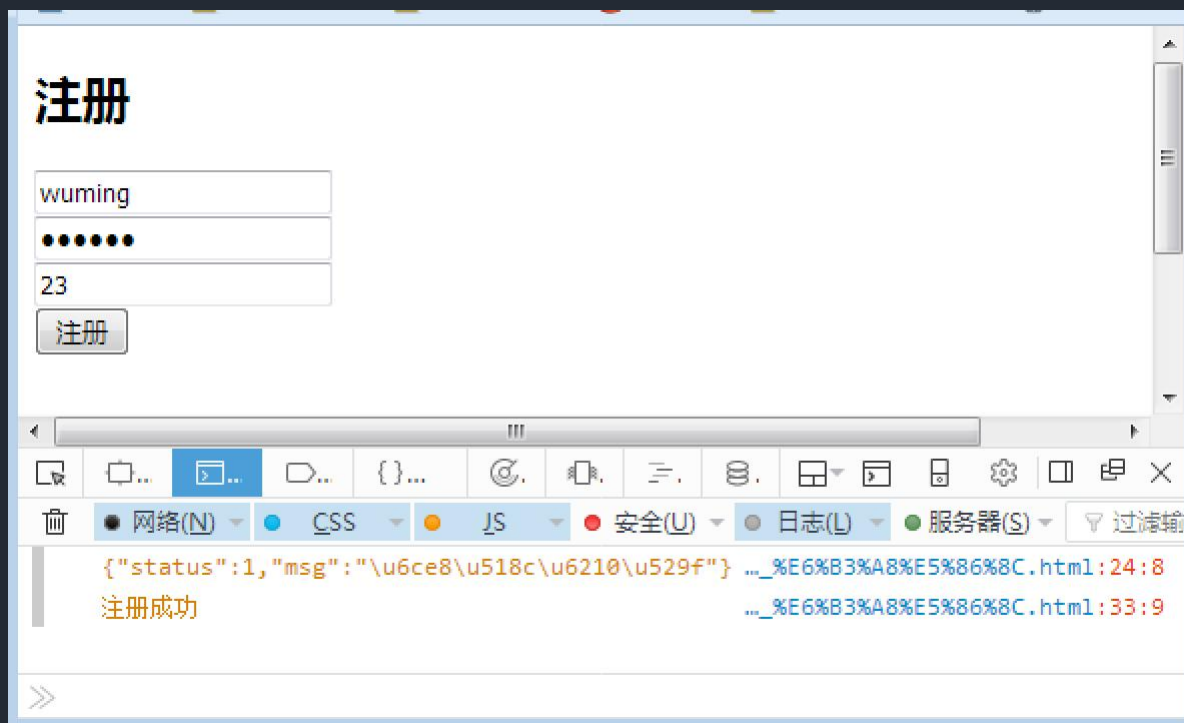 注册
wuming
●●●●●●
23
注册
... ... ... {}... . . . .
网络(N) CSS JS 安全(U) 日志(L) 服务器(S) 过滤
{"status":1,"msg":"\u6ce8\u518c\u6210\u529f"} …_%E6%B3%A8%E5%86%8C.html:24:8
注册成功 …_%E6%B3%A8%E5%86%8C.html:33:9